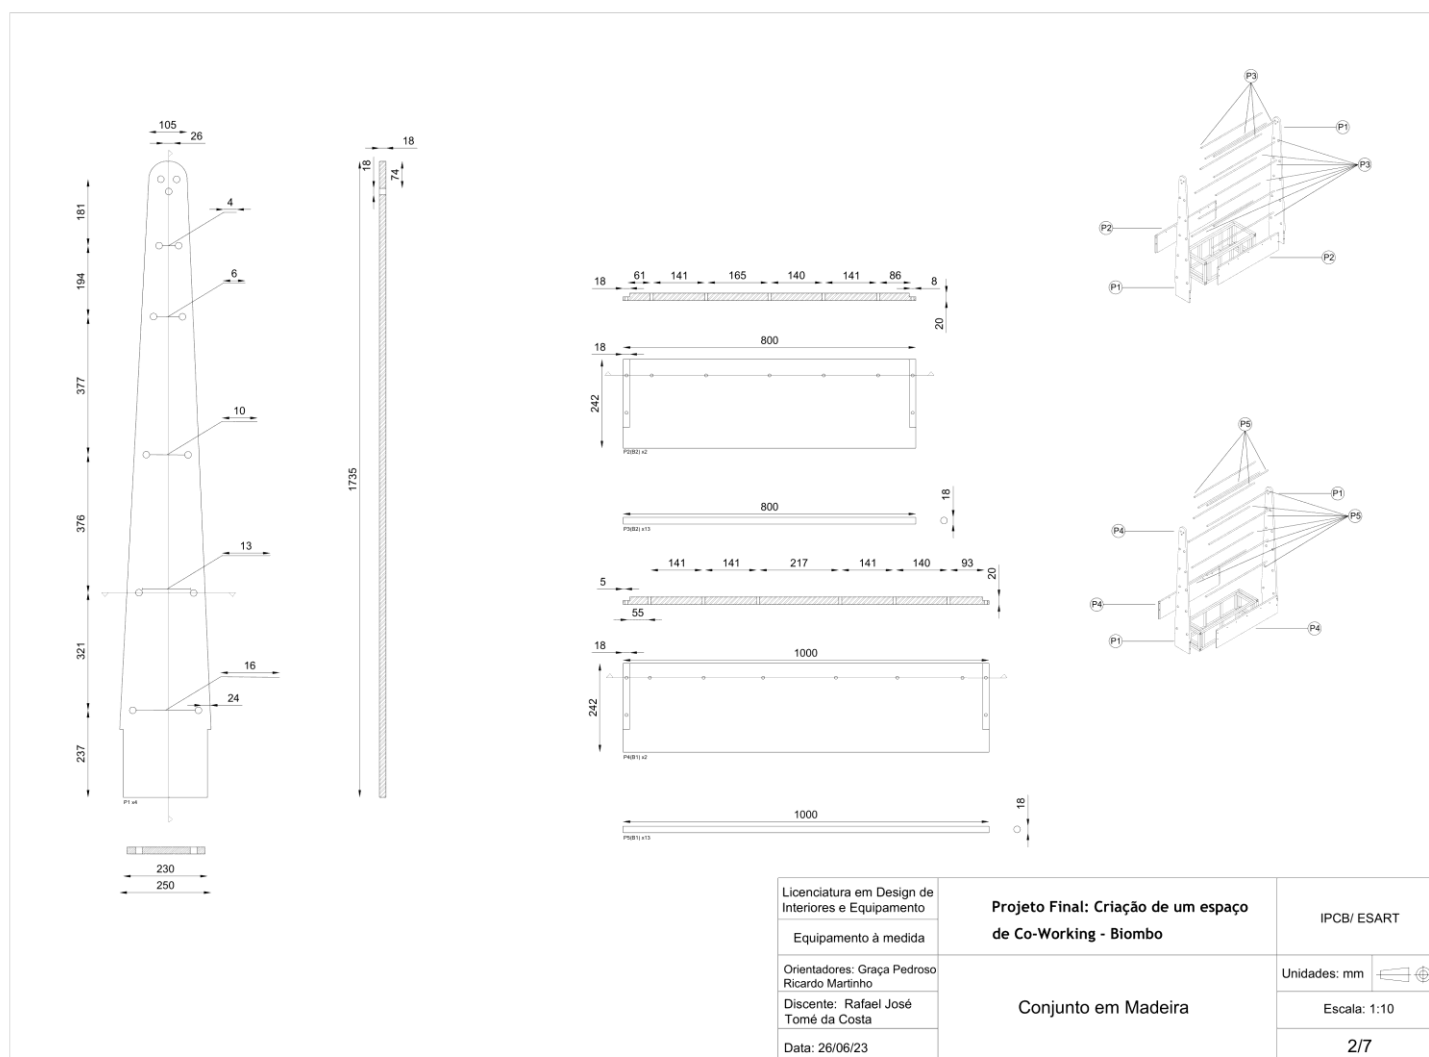 105
26
181
4
194
6
377
10
376
13
321
16
24
237
P1 x4
230
250
18
18
74
1735
61 141 165 140 141 86
18
8
20
800
18
242
P2(B2) x2
800
18
P3(B2) x13
141 141 217 141 140 93
20
5
55
18
1000
242
P4(B1) x2
1000
18
P5(B1) x13
P3
P1
P3
P2
P2
P1
P5
P1
P5
P4
P4
P4
P1
Licenciatura em Design de
Interiores e Equipamento
Equipamento à medida
Orientadores: Graça Pedroso
Ricardo Martinho
Discente: Rafael José
Tomé da Costa
Data: 26/06/23
Projeto Final: Criação de um espaço
de Co-Working - Biombo
Conjunto em Madeira
IPCB/ ESART
Unidades: mm
Escala: 1:10
2/7